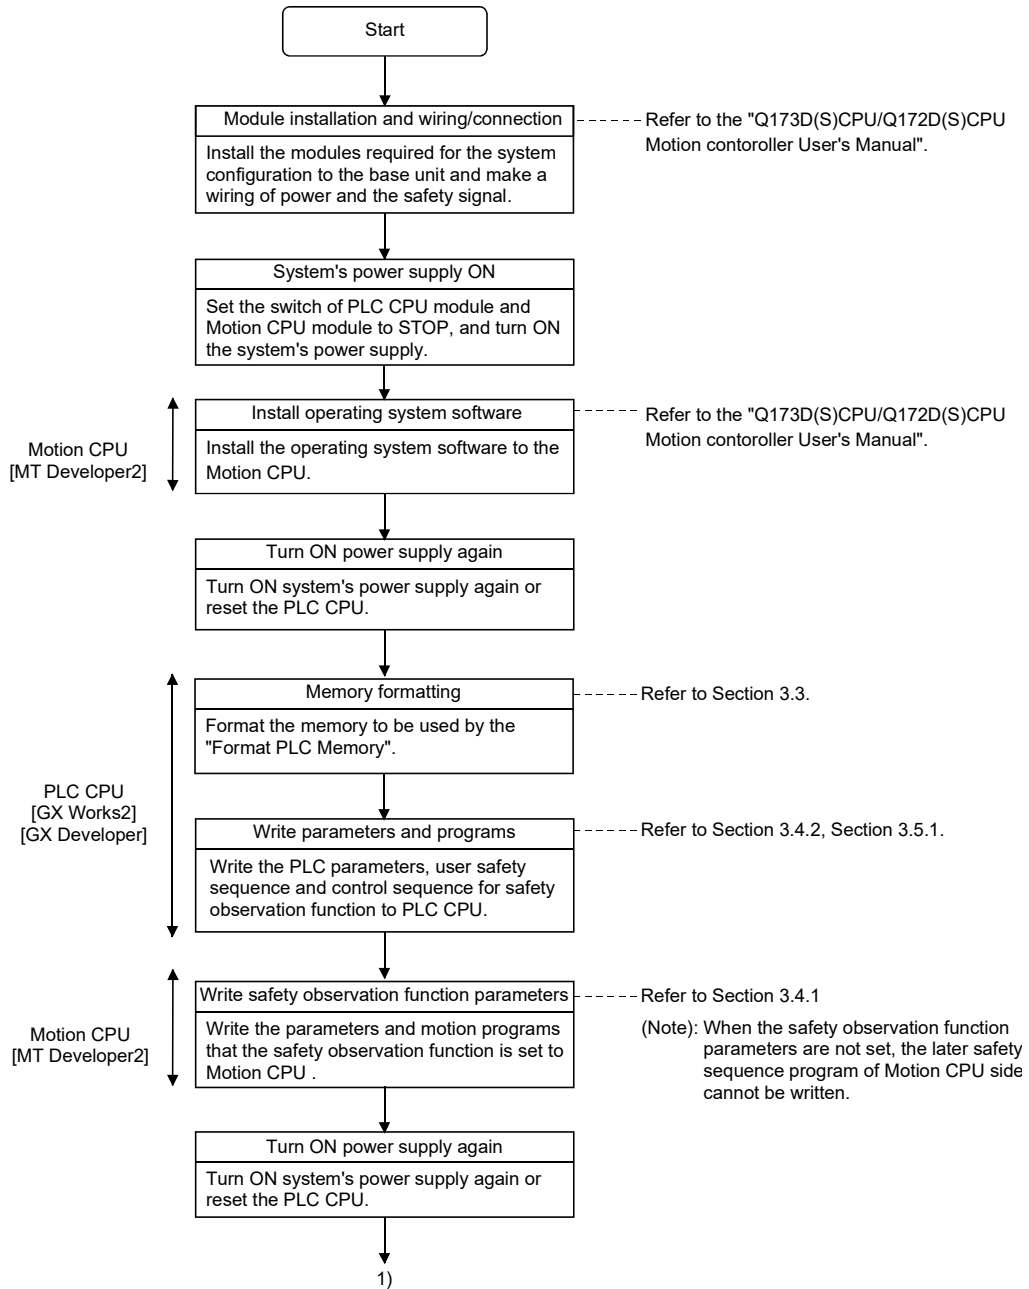 Start
Module installation and wiring/connection
Refer to the "Q173D(S)CPU/Q172D(S)CPU
Motion contoroller User's Manual".
Install the modules required for the system
configuration to the base unit and make a
wiring of power and the safety signal.
System's power supply ON
Set the switch of PLC CPU module and
Motion CPU module to STOP, and turn ON
the system's power supply.
Motion CPU
[MT Developer2]
Install operating system software
Refer to the "Q173D(S)CPU/Q172D(S)CPU
Motion contoroller User's Manual".
Install the operating system software to the
Motion CPU.
Turn ON power supply again
Turn ON system's power supply again or
reset the PLC CPU.
PLC CPU
[GX Works2]
[GX Developer]
Memory formatting
Refer to Section 3.3.
Format the memory to be used by the
"Format PLC Memory".
Write parameters and programs
Refer to Section 3.4.2, Section 3.5.1.
Write the PLC parameters, user safety
sequence and control sequence for safety
observation function to PLC CPU.
Motion CPU
[MT Developer2]
Write safety observation function parameters
Refer to Section 3.4.1
Write the parameters and motion programs
that the safety observation function is set to
Motion CPU .
(Note): When the safety observation function
parameters are not set, the later safety
sequence program of Motion CPU side
cannot be written.
Turn ON power supply again
Turn ON system's power supply again or
reset the PLC CPU.
1)